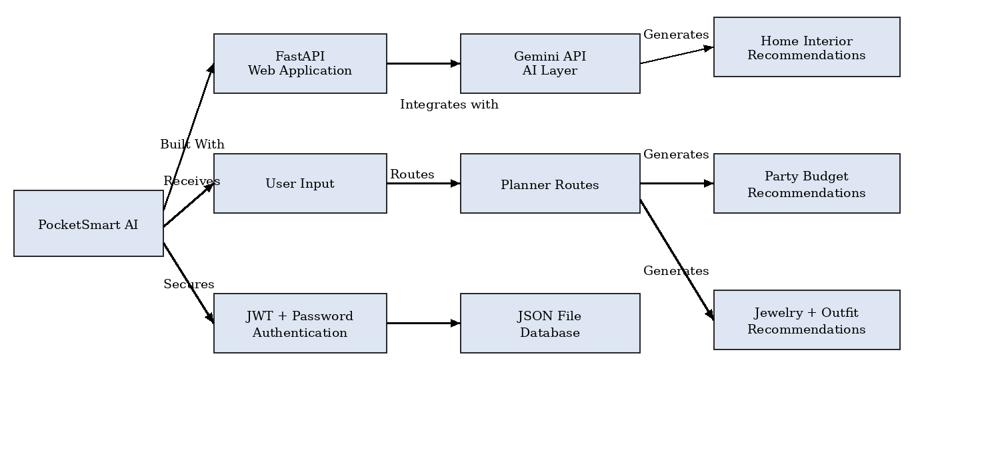 FastAPI
Web Application
Gemini API
AI Layer
Generates
Home Interior
Recommendations
Integrates with
Built With
Receives
User Input
Routes
Planner Routes
Generates
Party Budget
Recommendations
PocketSmart AI
Secures
JWT + Password
Authentication
JSON File
Database
Generates
Jewelry + Outfit
Recommendations